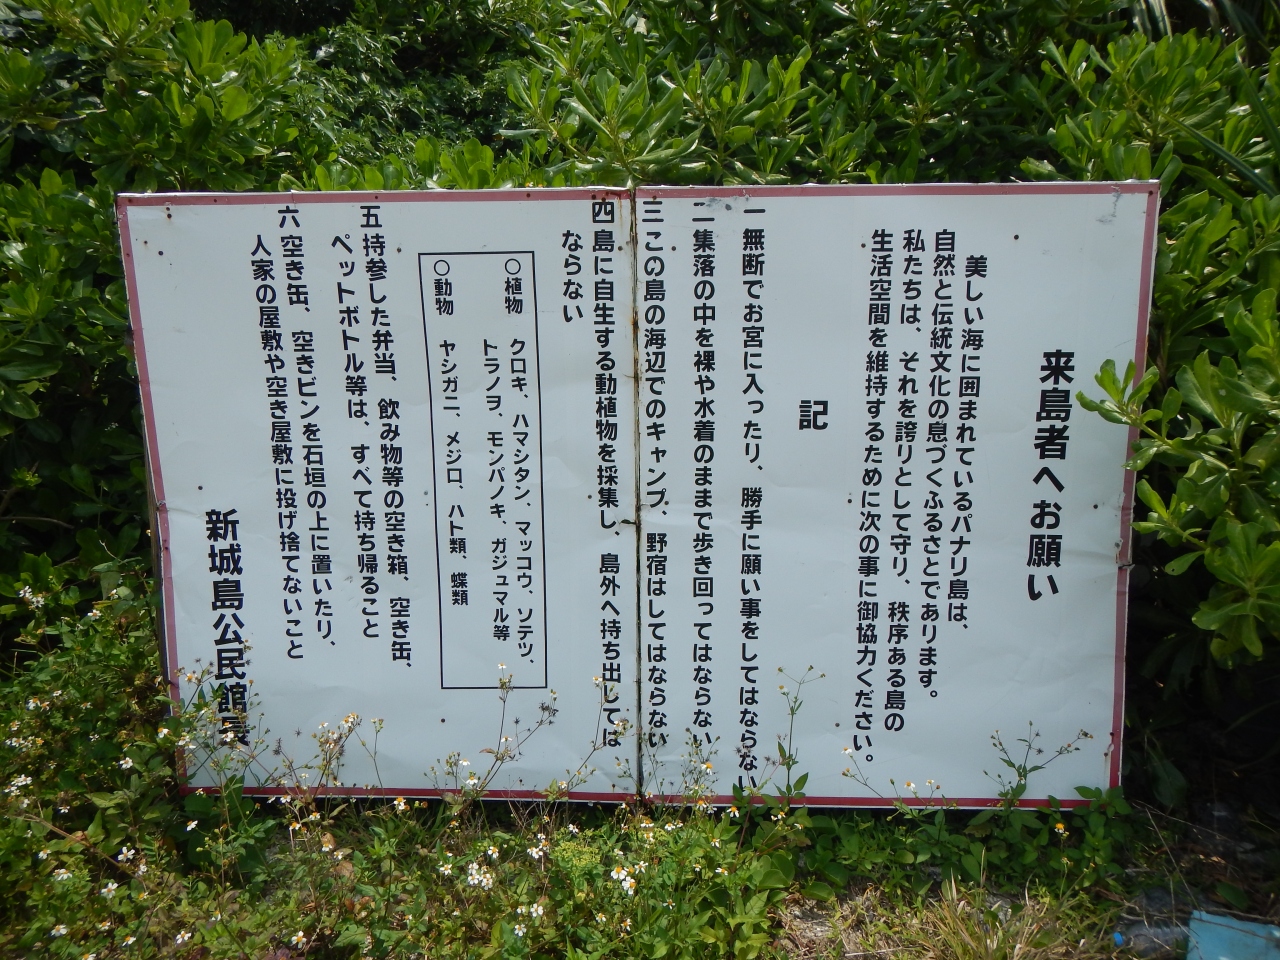 来島者へお願い
美しい海に囲まれているパナリ島は、
自然と伝統文化の息づくふるさとであります。
私たちは、それを誇りとして守り、秩序ある島の
生活空間を維持するために次の事に御協力ください。
記
一 無断でお宮に入ったり、勝手に願い事をしてはならない
二 集落の中を裸や水着のままで歩き回ってはならない
三 この島の海辺でのキャンプ、野宿はしてはならない
四 島に自生する動植物を採集し、島外へ持ち出しては
ならない
○植物 クロキ、ハマシタン、マッコウ、ソテツ、
トラノヲ、モンパノキ、ガジュマル等
○動物 ヤシガニ、メジロ、ハト類、蝶類
五 持参した弁当、飲み物等の空き箱、空き缶、
ペットボトル等は、すべて持ち帰ること
六 空き缶、空きビンを石垣の上に置いたり、
人家の屋敷や空き屋敷に投げ捨てないこと
新城島公民館長